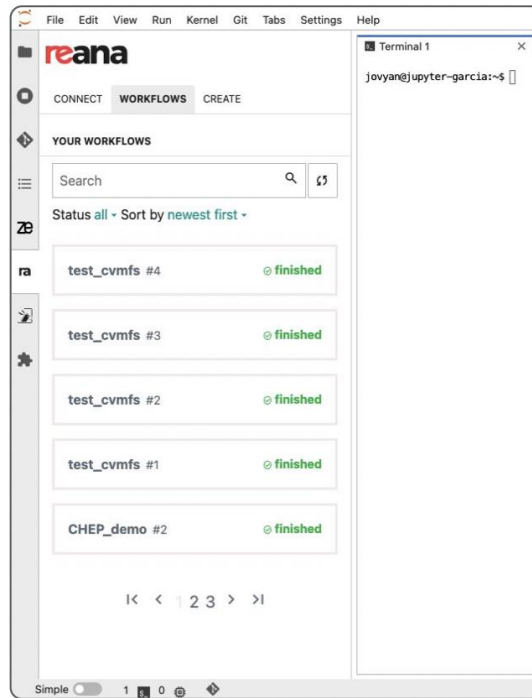 File Edit View Run Kernel Git Tabs Settings Help
reana
CONNECT WORKFLOWS CREATE
YOUR WORKFLOWS
Search
Status all Sort by newest first
test_cvmfs #4 finished
test_cvmfs #3 finished
test_cvmfs #2 finished
test_cvmfs #1 finished
CHEP_demo #2 finished
1 2 3
ze
ra
Terminal 1
jovyan@jupyter-garcia:~$
Simple 1 0